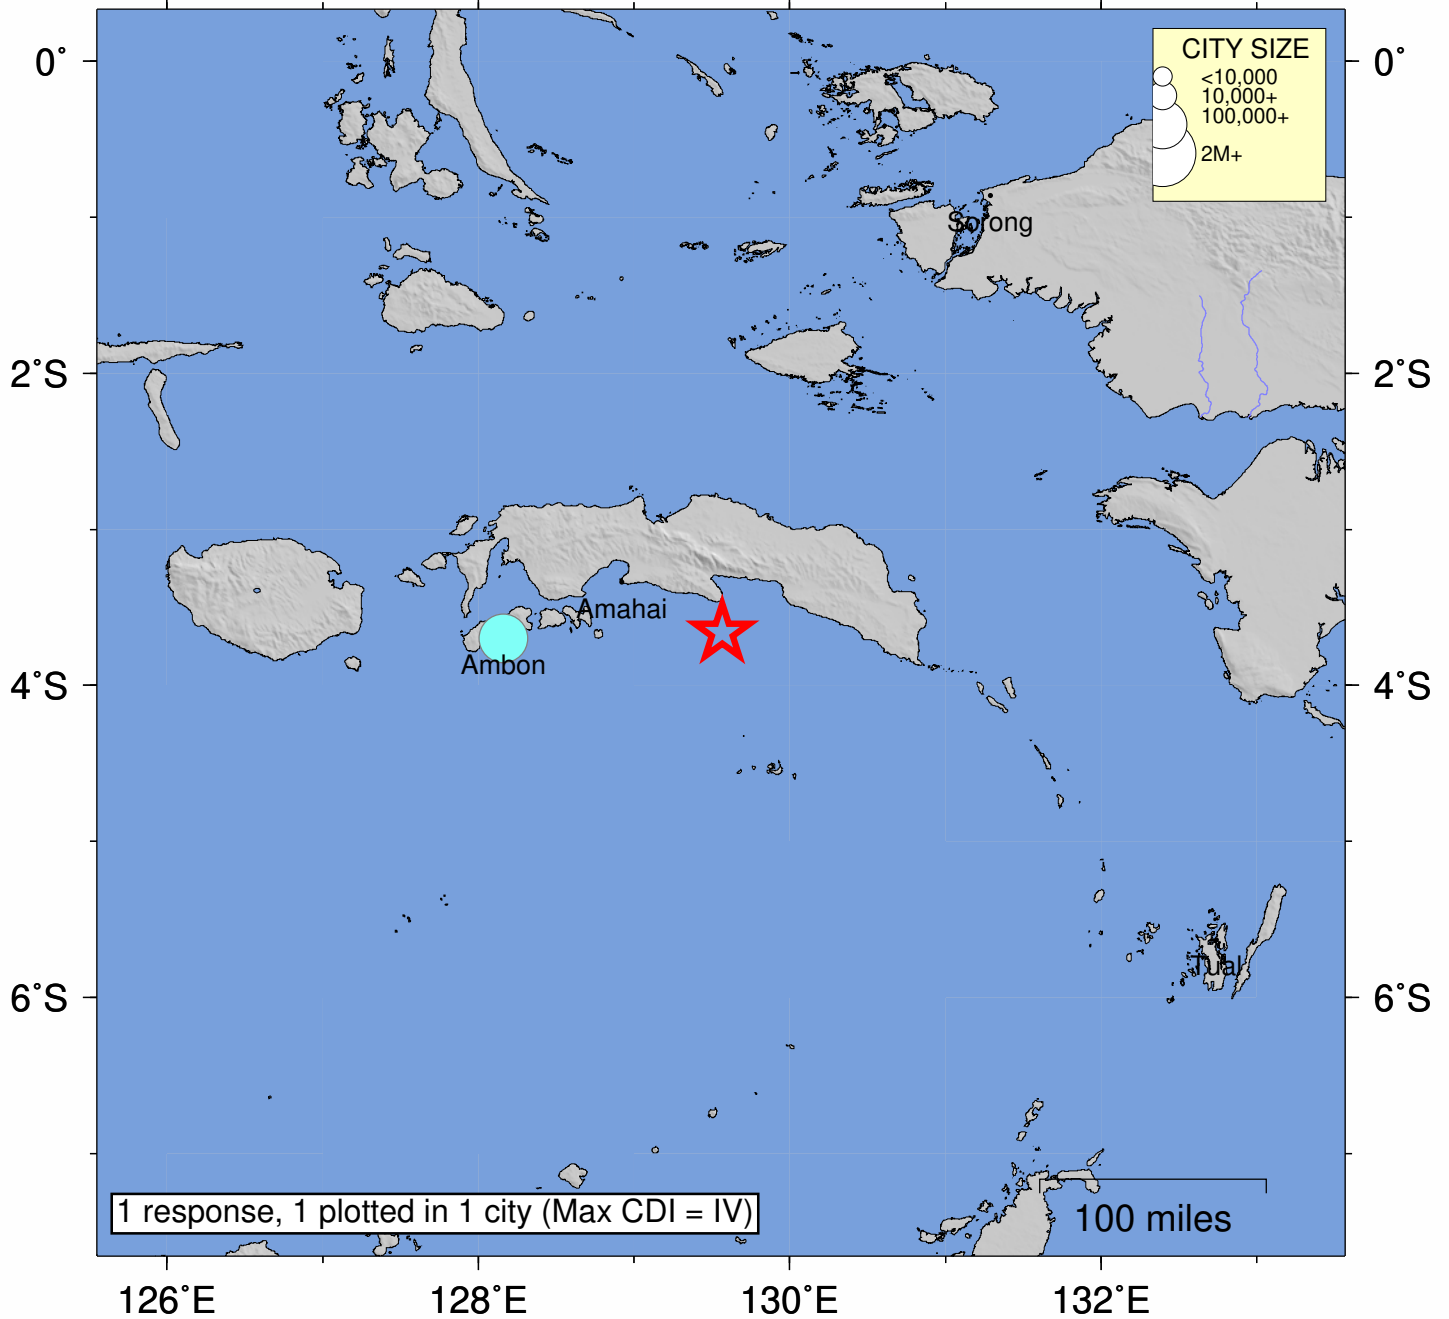 0°
0°
CITY SIZE
<10,000
10,000+
100,000+
2M+
Sorong
2°S
2°S
Amahai
Ambon
4°S
4°S
Tual
6°S
6°S
1 response, 1 plotted in 1 city (Max CDI = IV)
100 miles
126°E
128°E
130°E
132°E